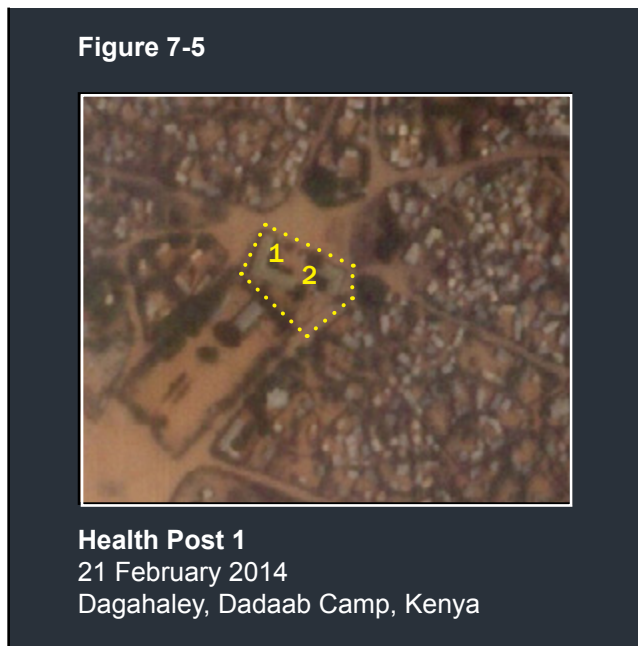 Figure 7-5
1
2
Health Post 1
21 February 2014
Dagahaley, Dadaab Camp, Kenya